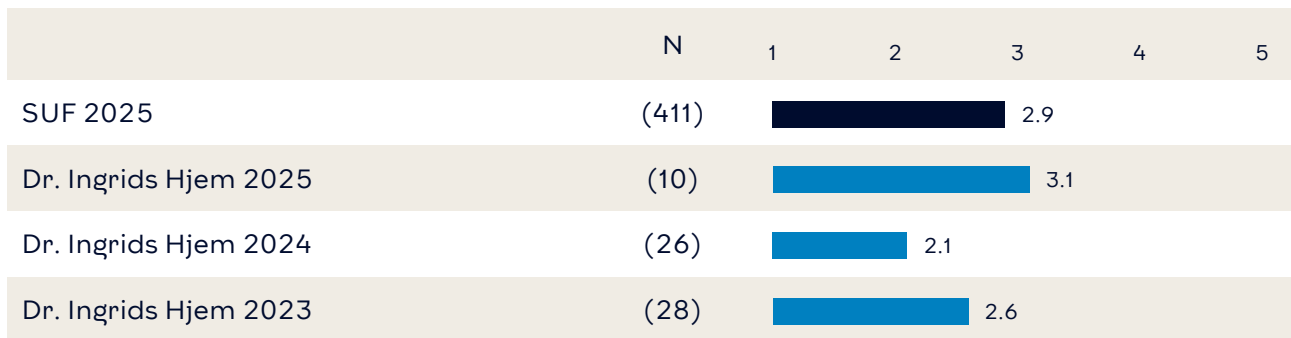 N 1 2 3 4 5
SUF 2025 (411) 2.9
Dr. Ingrids Hjem 2025 (10) 3.1
Dr. Ingrids Hjem 2024 (26) 2.1
Dr. Ingrids Hjem 2023 (28) 2.6